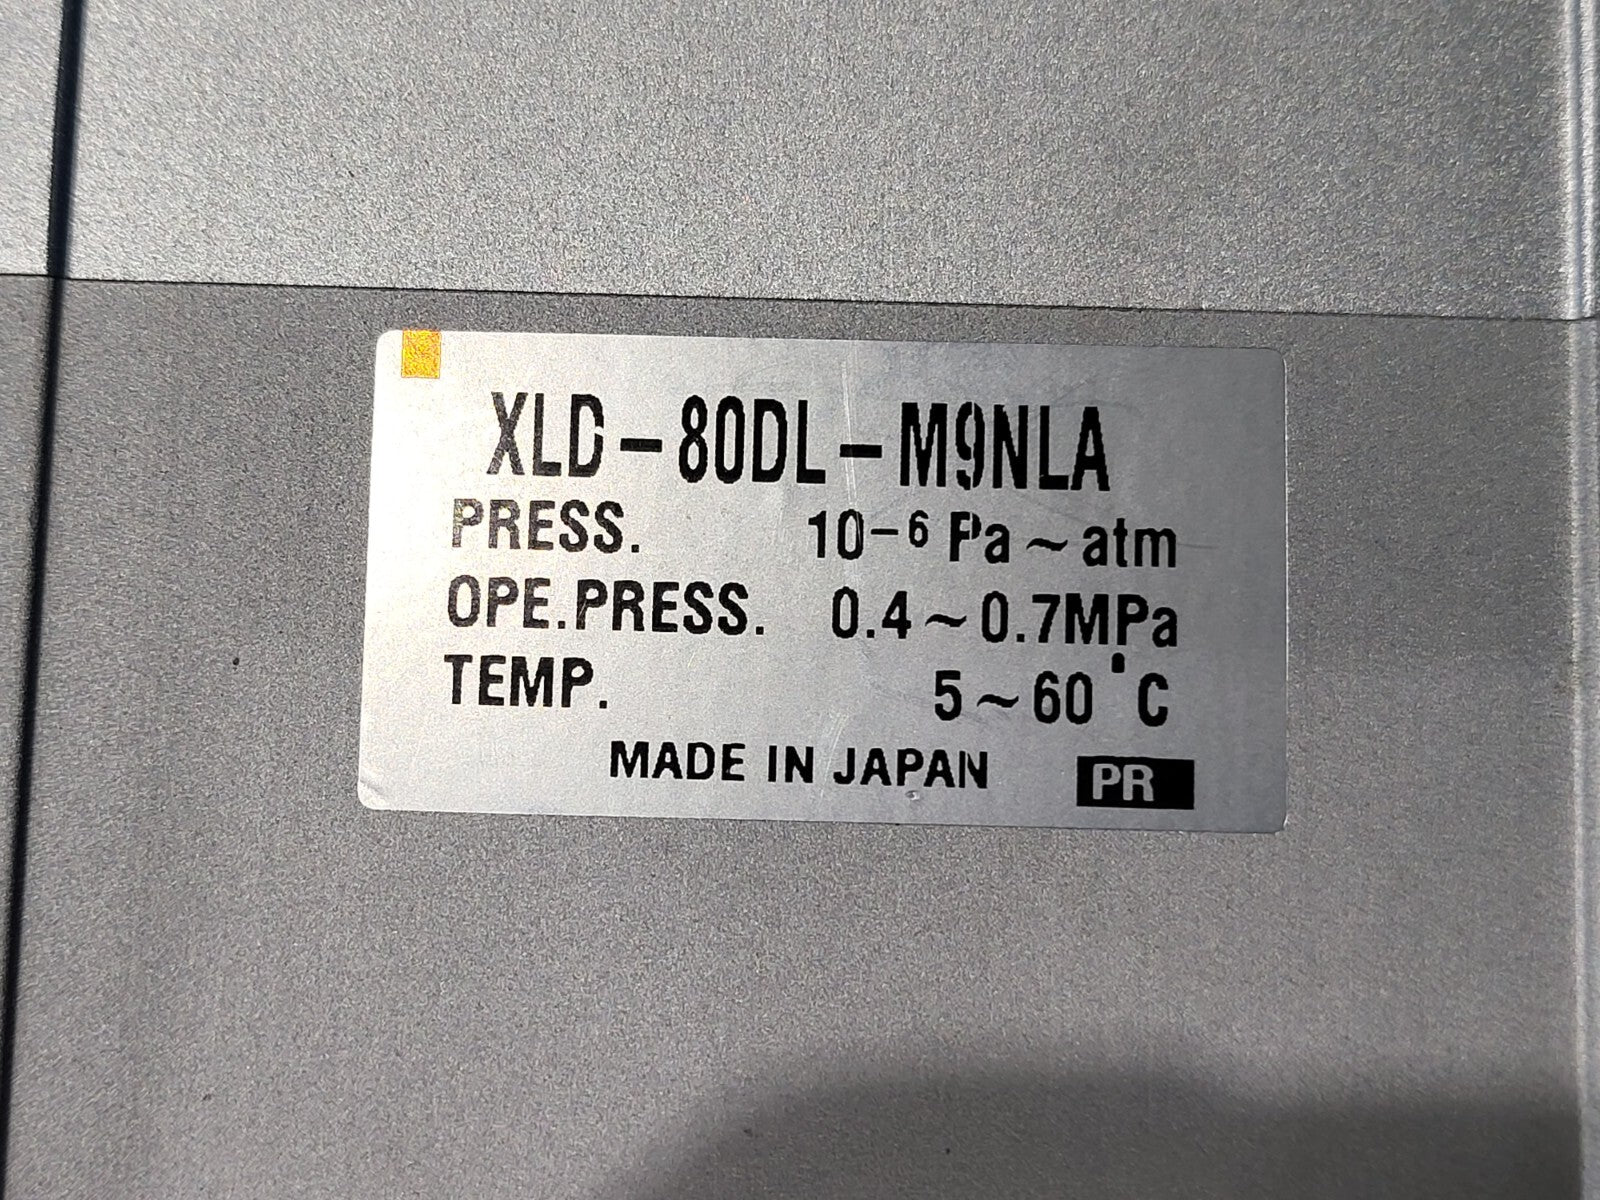 XLD-80DL-M9NLA
PRESS. 10⁻⁶ Pa~atm
OPE.PRESS. 0.4~0.7MPa
TEMP. 5~60°C
MADE IN JAPAN PR